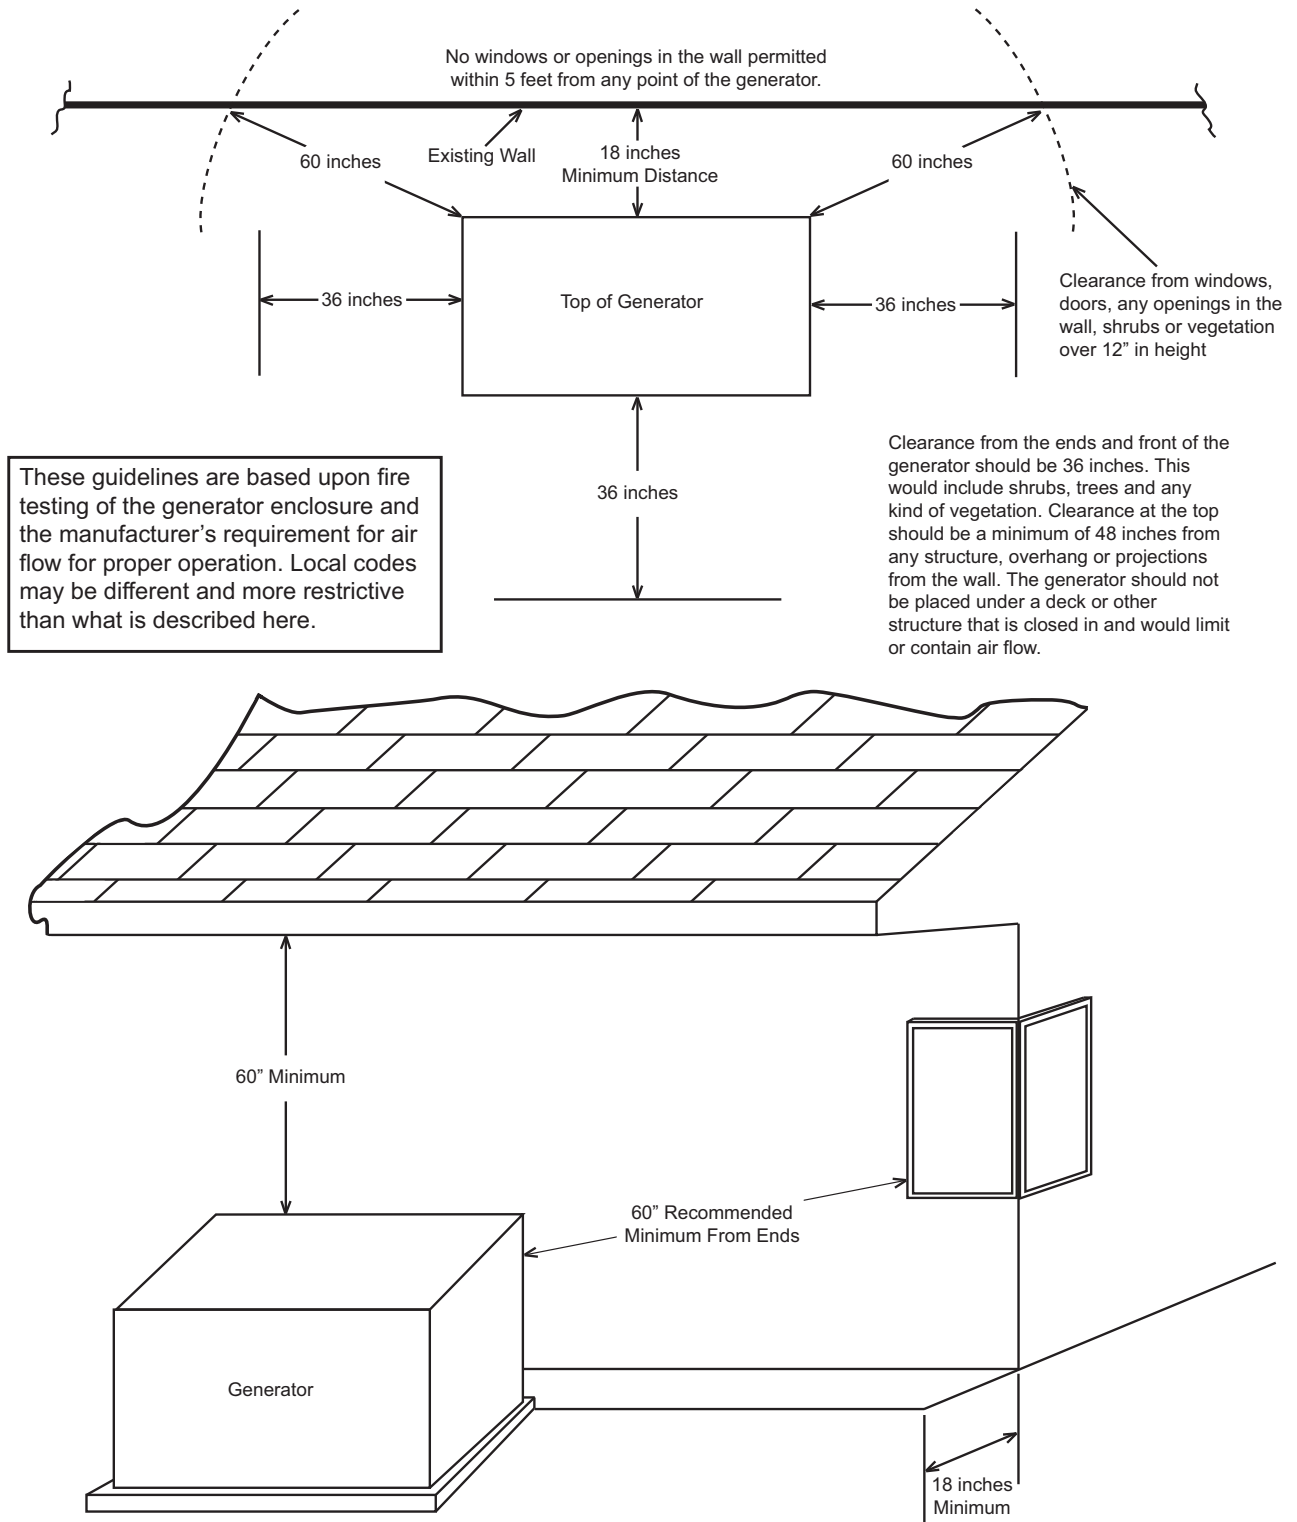 No windows or openings in the wall permitted
within 5 feet from any point of the generator.
60 inches
Existing Wall
18 inches
Minimum Distance
60 inches
36 inches
Top of Generator
36 inches
Clearance from windows,
doors, any openings in the
wall, shrubs or vegetation
over 12” in height
36 inches
These guidelines are based upon fire
testing of the generator enclosure and
the manufacturer’s requirement for air
flow for proper operation. Local codes
may be different and more restrictive
than what is described here.
Clearance from the ends and front of the
generator should be 36 inches. This
would include shrubs, trees and any
kind of vegetation. Clearance at the top
should be a minimum of 48 inches from
any structure, overhang or projections
from the wall. The generator should not
be placed under a deck or other
structure that is closed in and would limit
or contain air flow.
60” Minimum
60” Recommended
Minimum From Ends
Generator
18 inches
Minimum